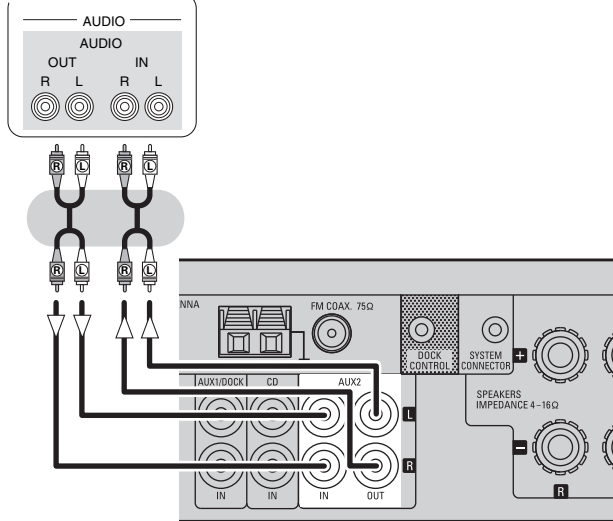 AUDIO
AUDIO
OUT IN
R L R L
R L R L
R L R L
NNA
FM COAX. 75Ω
DOCK CONTROL
SYSTEM CONNECTOR
AUX1/DOCK CD AUX2
L
R
IN IN IN OUT
+
SPEAKERS
IMPEDANCE 4–16Ω
−
R